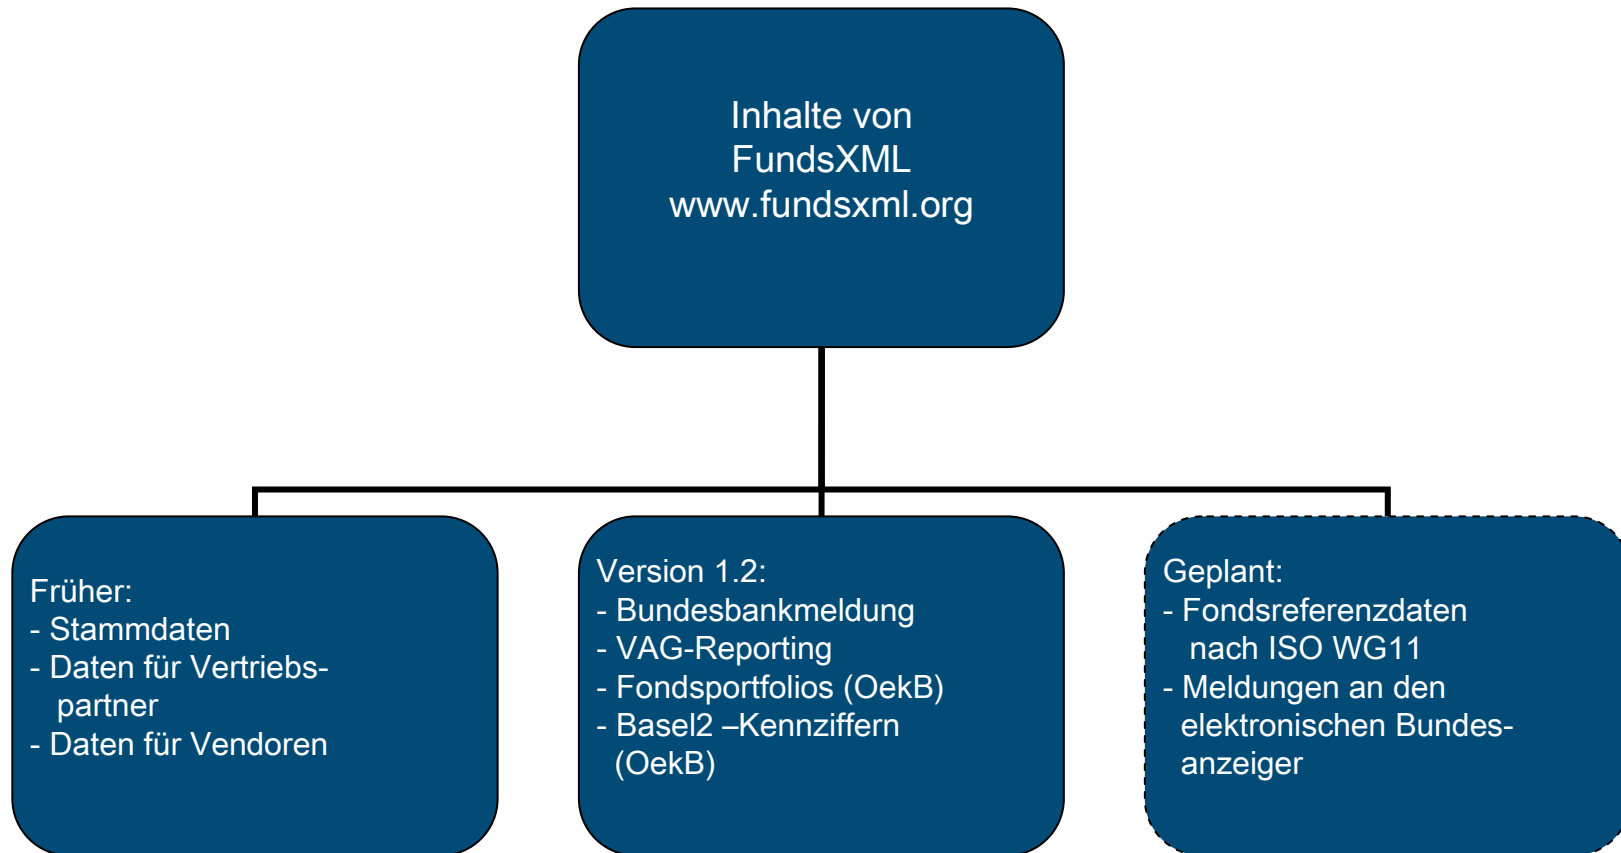 Inhalte von
FundsXML
www.fundsxml.org
Früher:
- Stammdaten
- Daten für Vertriebs-
partner
- Daten für Vendoren
Version 1.2:
- Bundesbankmeldung
- VAG-Reporting
- Fondsportfolios (OekB)
- Basel2 –Kennziffern
(OekB)
Geplant:
- Fondsreferenzdaten
nach ISO WG11
- Meldungen an den
elektronischen Bundes-
anzeiger